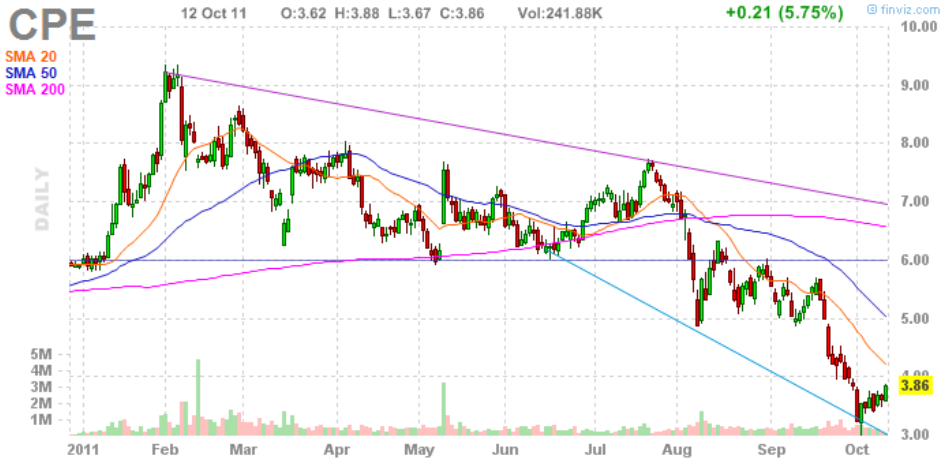 CPE 12 Oct 11 O:3.62 H:3.88 L:3.67 C:3.86 Vol:241.88K +0.21 (5.75%) © finviz.com
SMA 20
SMA 50
SMA 200
DAILY
10.00
9.00
8.00
7.00
6.00
5.00
4.00
3.86
3.00
5M
4M
3M
2M
1M
2011 Feb Mar Apr May Jun Jul Aug Sep Oct